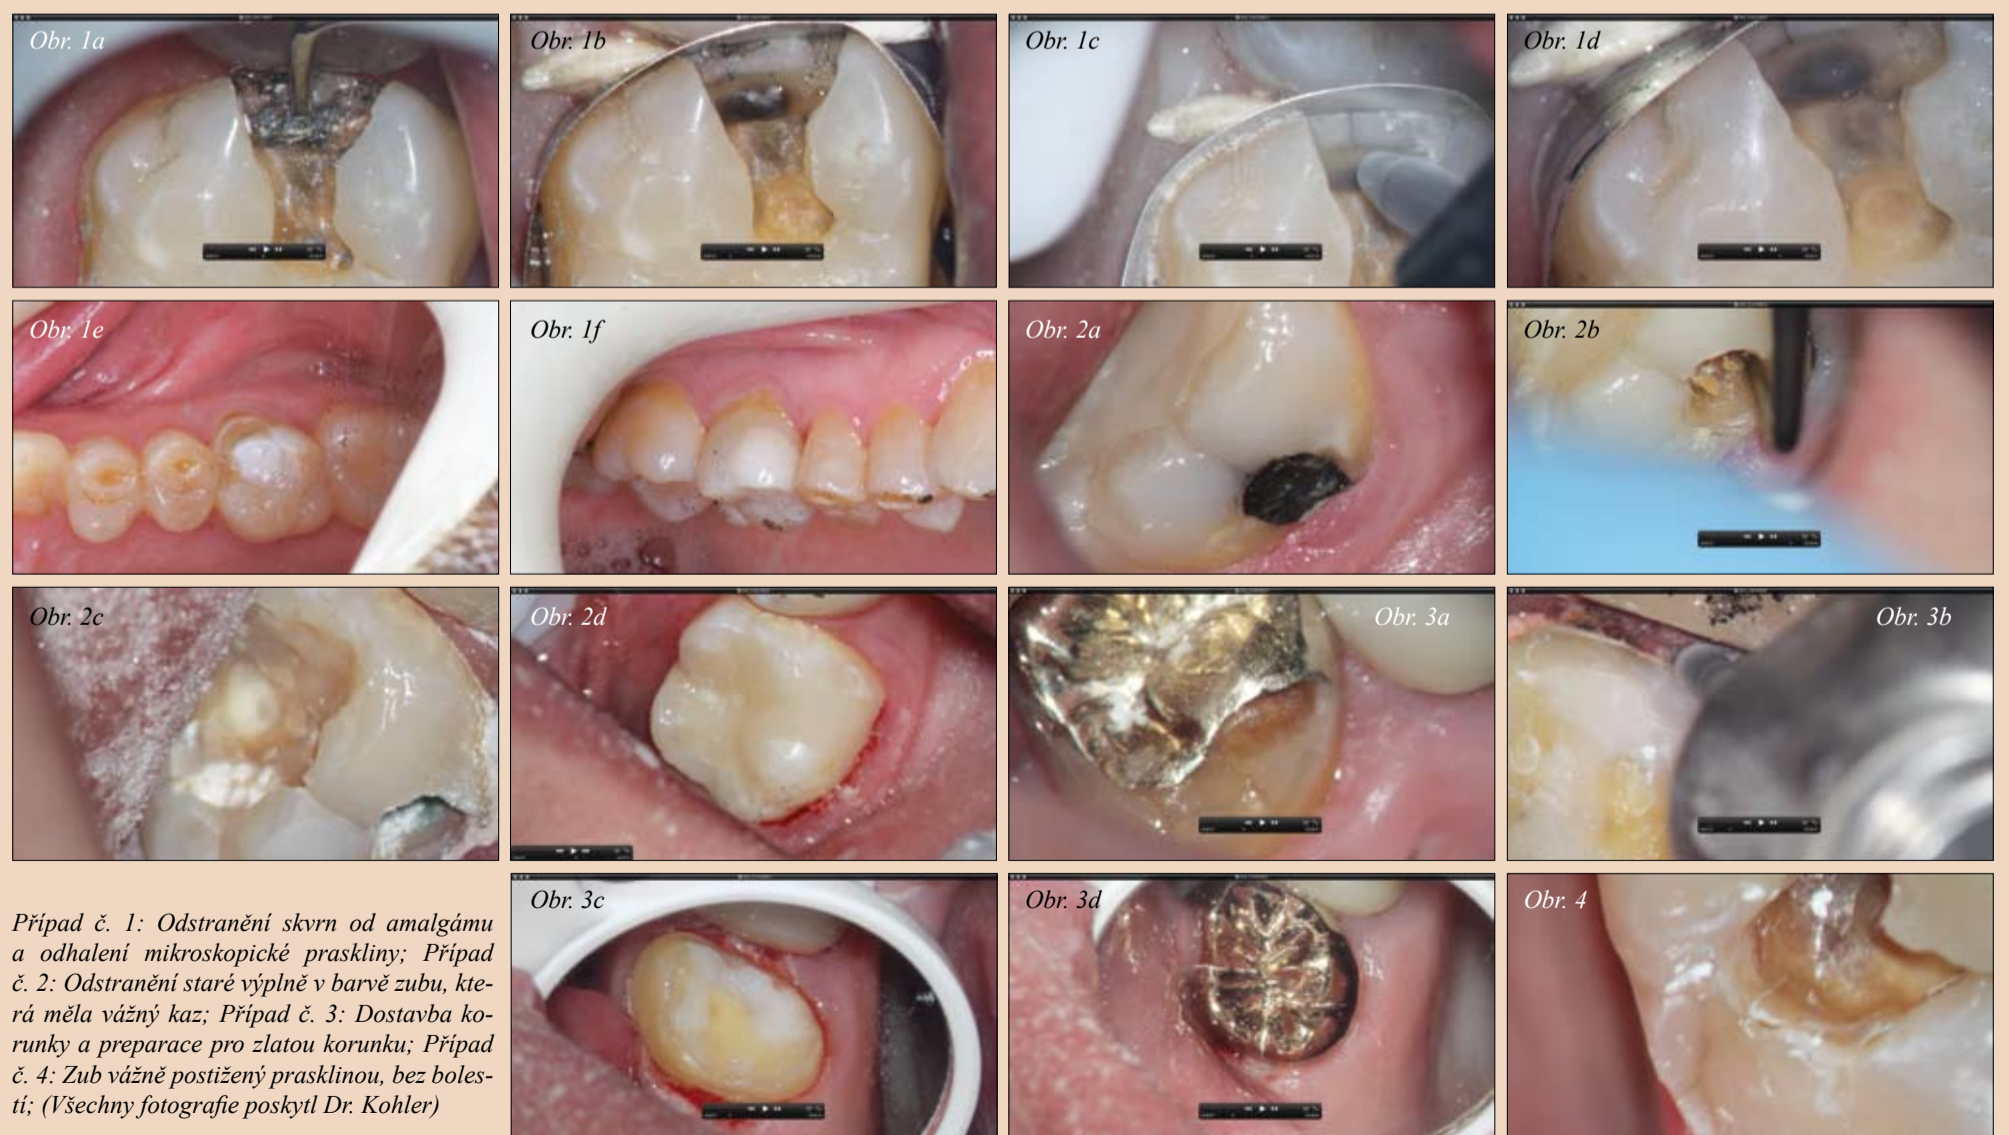 Obr. 1a
Obr. 1b
Obr. 1c
Obr. 1d
Obr. 1e
Obr. 1f
Obr. 2a
Obr. 2b
Obr. 2c
Obr. 2d
Obr. 3a
Obr. 3b
Obr. 3c
Obr. 3d
Obr. 4
Případ č. 1: Odstranění skvrn od amalgámu
a odhalení mikroskopické praskliny; Případ
č. 2: Odstranění staré výplně v barvě zubu, kte-
rá měla vážný kaz; Případ č. 3: Dostavba ko-
runky a preparace pro zlatou korunku; Případ
č. 4: Zub vážně postižený prasklinou, bez boles-
tí; (Všechny fotografie poskytl Dr. Kohler)